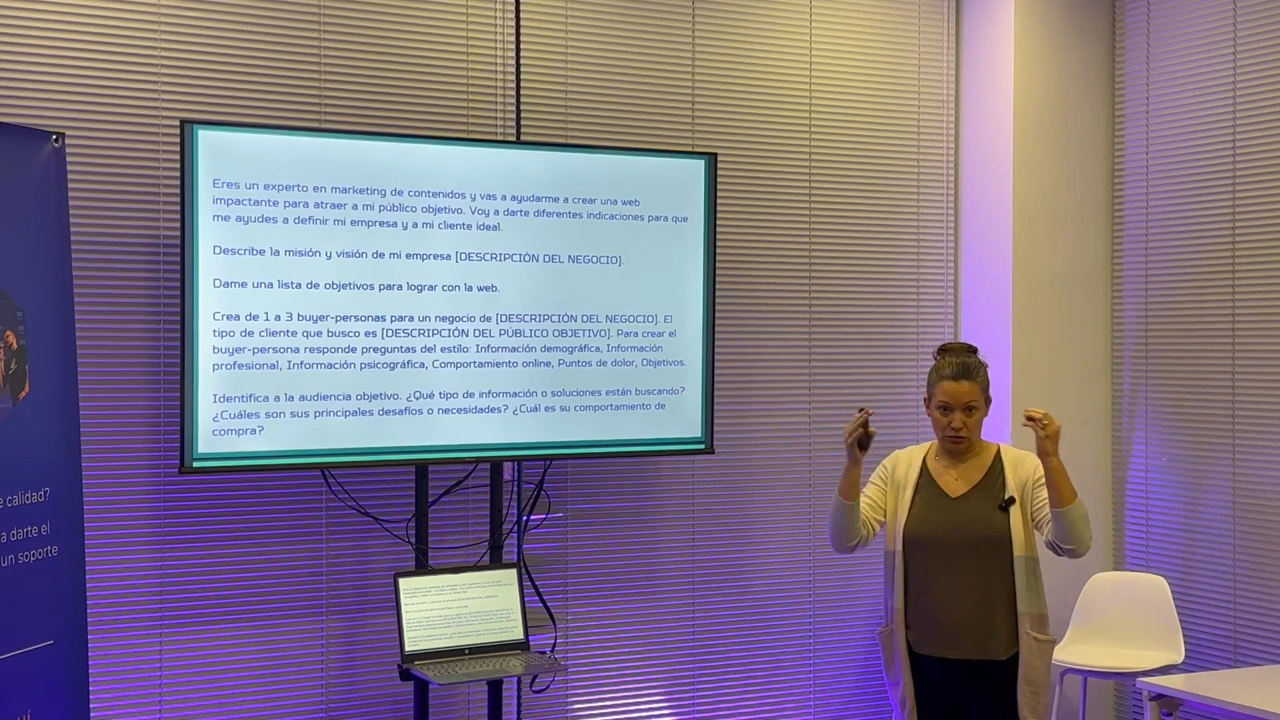 Eres un experto en marketing de contenidos y vas a ayudarme a crear una web
impactante para atraer a mi público objetivo. Voy a darte diferentes indicaciones para que
me ayudes a definir mi empresa y a mi cliente ideal.
Describe la misión y visión de mi empresa [DESCRIPCIÓN DEL NEGOCIO].
Dame una lista de objetivos para lograr con la web.
Crea de 1 a 3 buyer-personas para un negocio de [DESCRIPCIÓN DEL NEGOCIO]. El
tipo de cliente que busco es [DESCRIPCIÓN DEL PÚBLICO OBJETIVO]. Para crear el
buyer-persona responde preguntas del estilo: Información demográfica, Información
profesional, Información psicográfica, Comportamiento online, Puntos de dolor, Objetivos.
Identifica a la audiencia objetivo. ¿Qué tipo de información o soluciones están buscando?
¿Cuáles son sus principales desafíos o necesidades? ¿Cuál es su comportamiento de
compra?
e calidad?
a darte el
un soporte